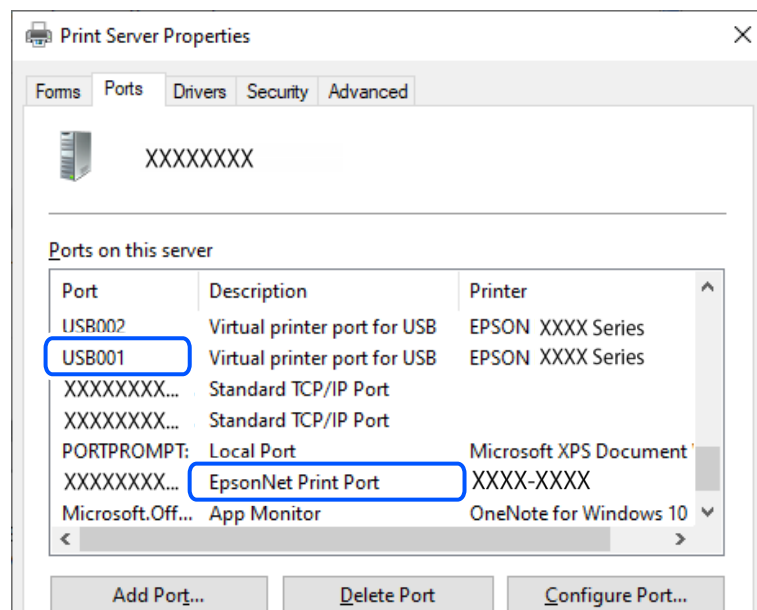 Print Server Properties
Forms Ports Drivers Security Advanced
XXXXXXXX
Ports on this server
Port Description Printer
USB002 Virtual printer port for USB EPSON XXXX Series
USB001 Virtual printer port for USB EPSON XXXX Series
XXXXXXXX... Standard TCP/IP Port
XXXXXXXX... Standard TCP/IP Port
PORTPROMPT: Local Port Microsoft XPS Document
XXXXXXXX... EpsonNet Print Port XXXX-XXXX
Microsoft.Off... App Monitor OneNote for Windows 10
Add Port... Delete Port Configure Port...